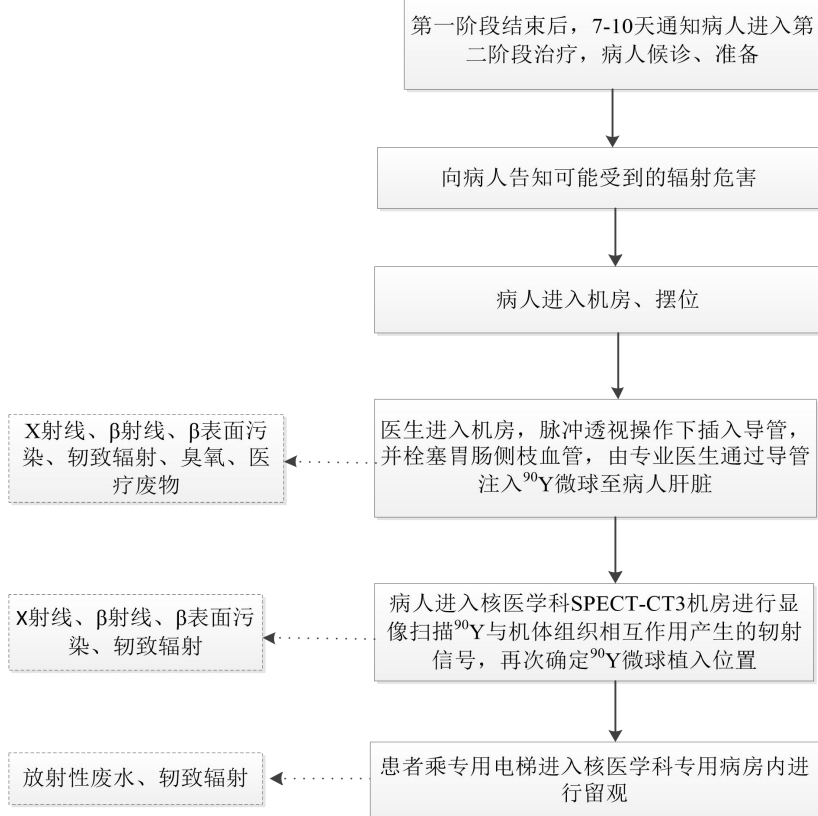 第一阶段结束后，7-10天通知病人进入第
二阶段治疗，病人候诊、准备
向病人告知可能受到的辐射危害
病人进入机房、摆位
X射线、β射线、β表面污
染、轫致辐射、臭氧、医
疗废物
医生进入机房，脉冲透视操作下插入导管，
并栓塞胃肠侧枝血管，由专业医生通过导管
注入⁹⁰Y微球至病人肝脏
X射线、β射线、β表面污
染、轫致辐射
病人进入核医学科SPECT-CT3机房进行显
像扫描⁹⁰Y与机体组织相互作用产生的轫射
信号，再次确定⁹⁰Y微球植入位置
放射性废水、轫致辐射
患者乘专用电梯进入核医学科专用病房内进
行留观